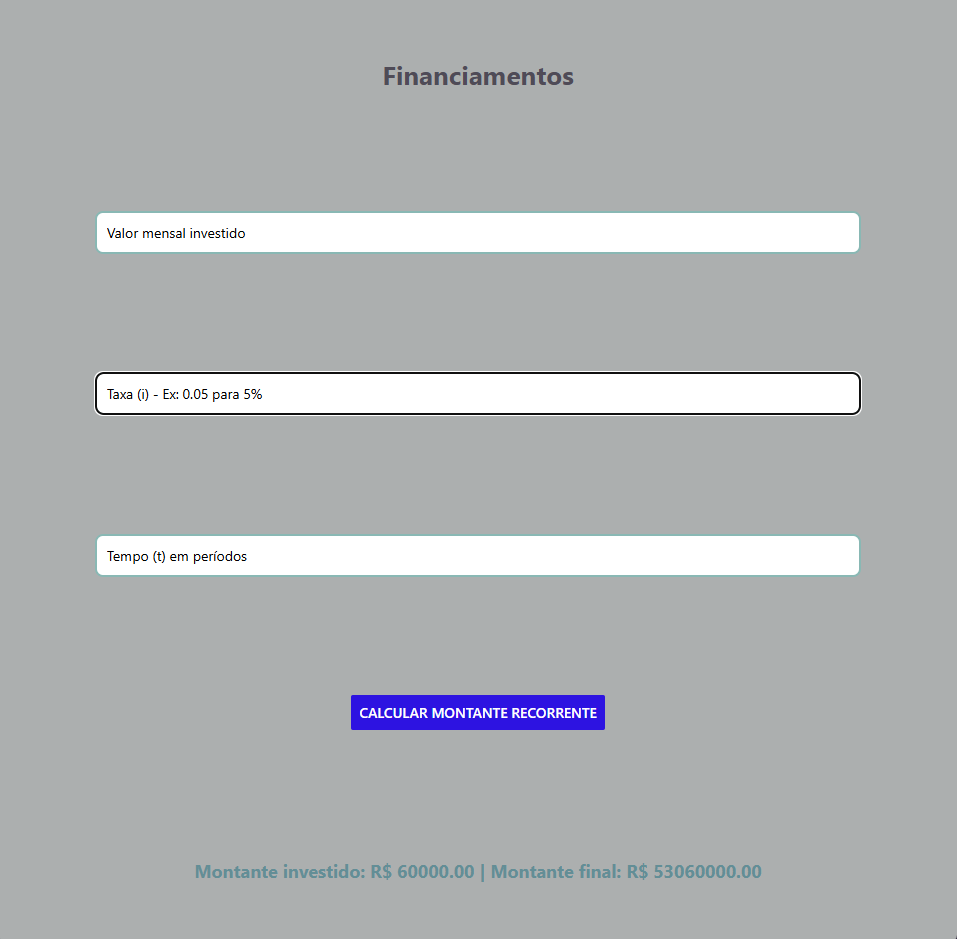 Financiamentos
Valor mensal investido
Taxa (i) - Ex: 0.05 para 5%
Tempo (t) em períodos
CALCULAR MONTANTE RECORRENTE
Montante investido: R$ 60000.00 | Montante final: R$ 53060000.00